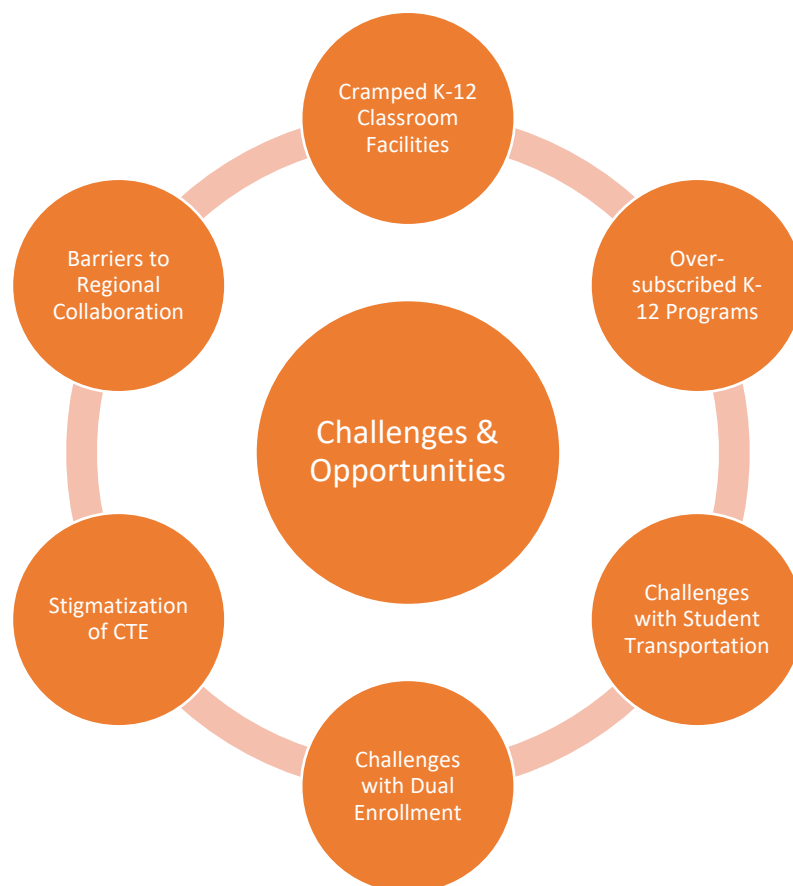 Cramped K-12
Classroom
Facilities
Over-
subscribed K-
12 Programs
Challenges
with Student
Transportation
Challenges
with Dual
Enrollment
Stigmatization
of CTE
Barriers to
Regional
Collaboration
Challenges &
Opportunities